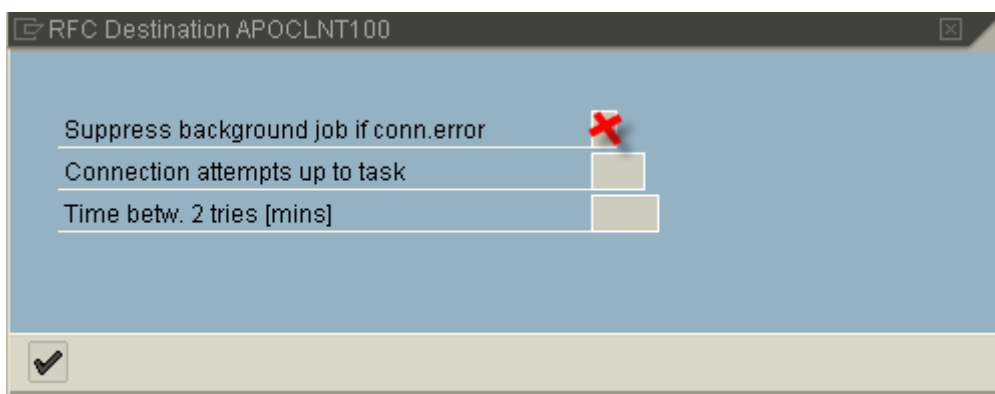 RFC Destination APOCLNT100
Suppress background job if conn.error
Connection attempts up to task
Time betw. 2 tries [mins]